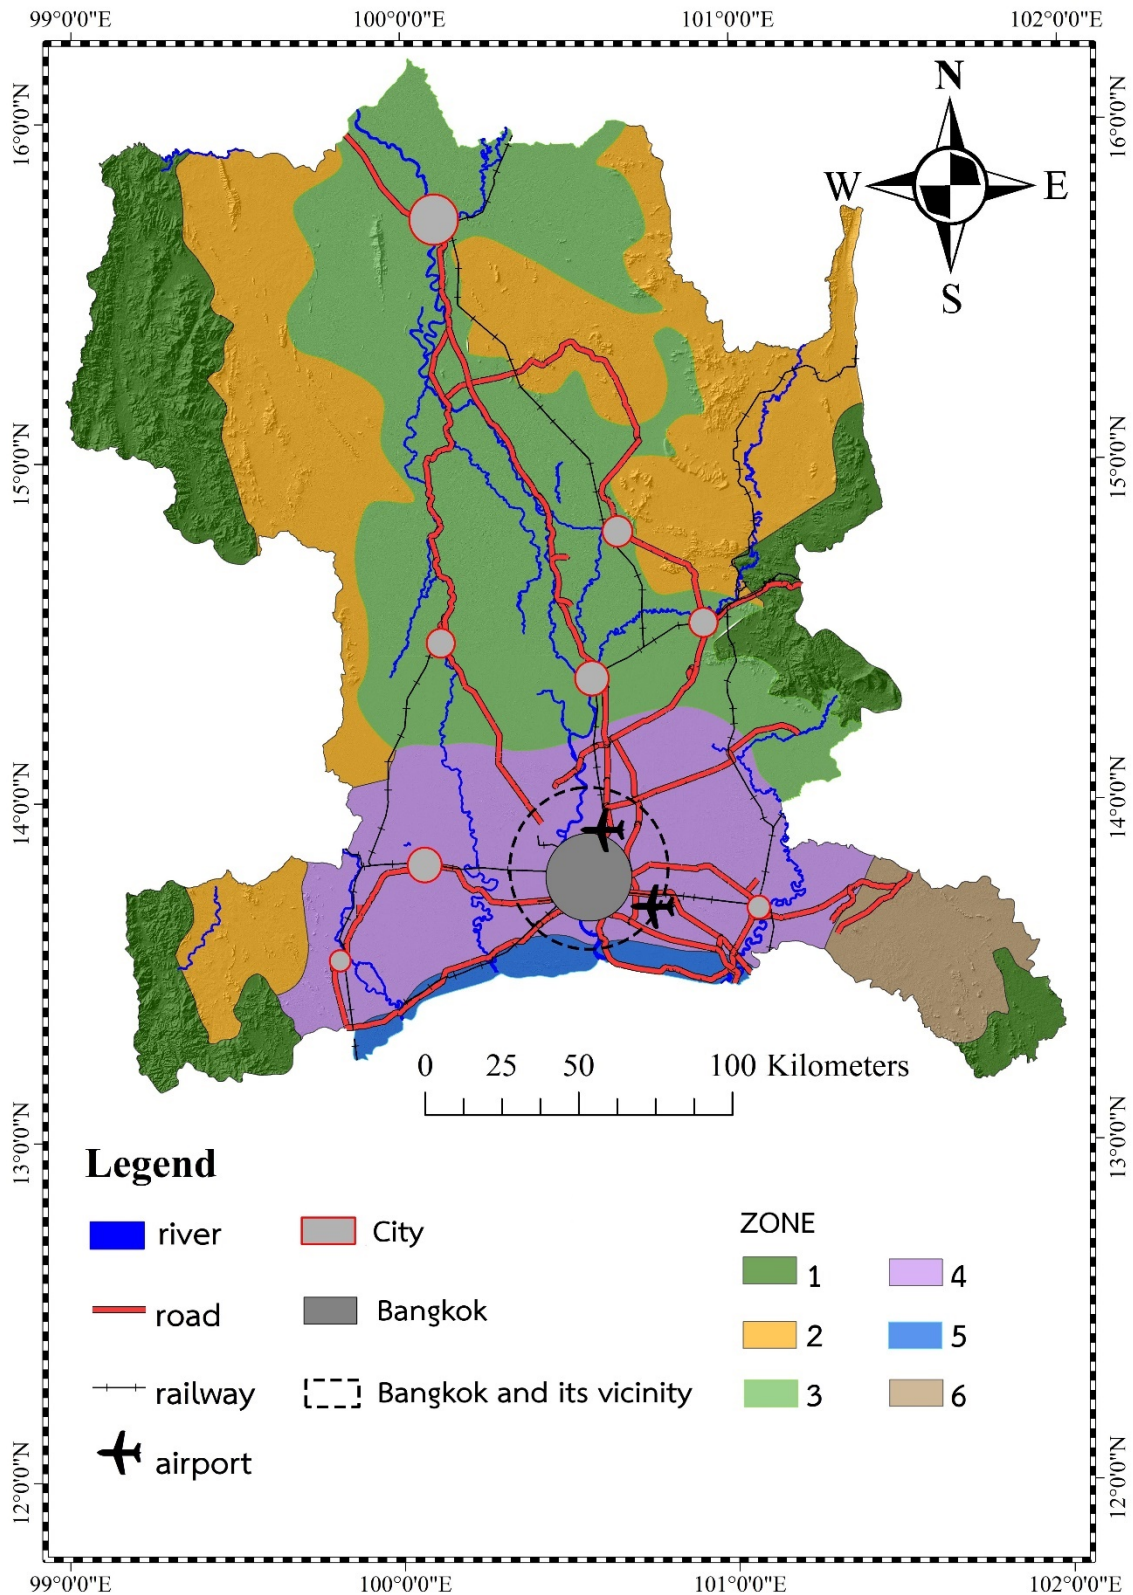 99°0'0"E 100°0'0"E 101°0'0"E 102°0'0"E
16°0'0"N 16°0'0"N
N
W E
S
15°0'0"N 15°0'0"N
14°0'0"N 14°0'0"N
0 25 50 100 Kilometers
13°0'0"N 13°0'0"N
Legend
river City ZONE
1 4
road Bangkok 2 5
railway Bangkok and its vicinity 3 6
airport
12°0'0"N 12°0'0"N
99°0'0"E 100°0'0"E 101°0'0"E 102°0'0"E